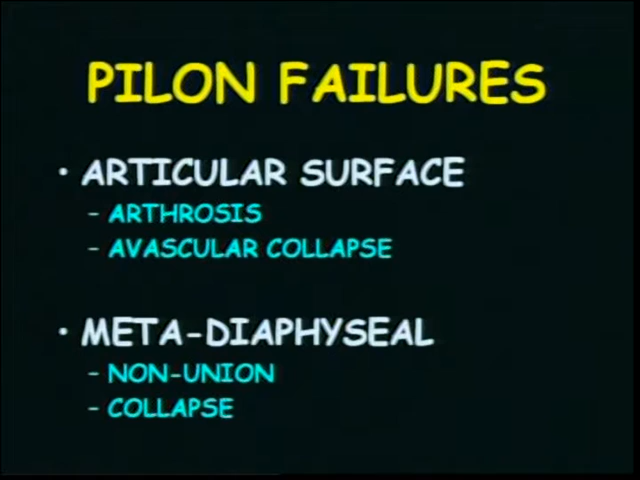 PILON FAILURES
• ARTICULAR SURFACE
– ARTHROSIS
– AVASCULAR COLLAPSE
• META-DIAPHYSEAL
– NON-UNION
– COLLAPSE